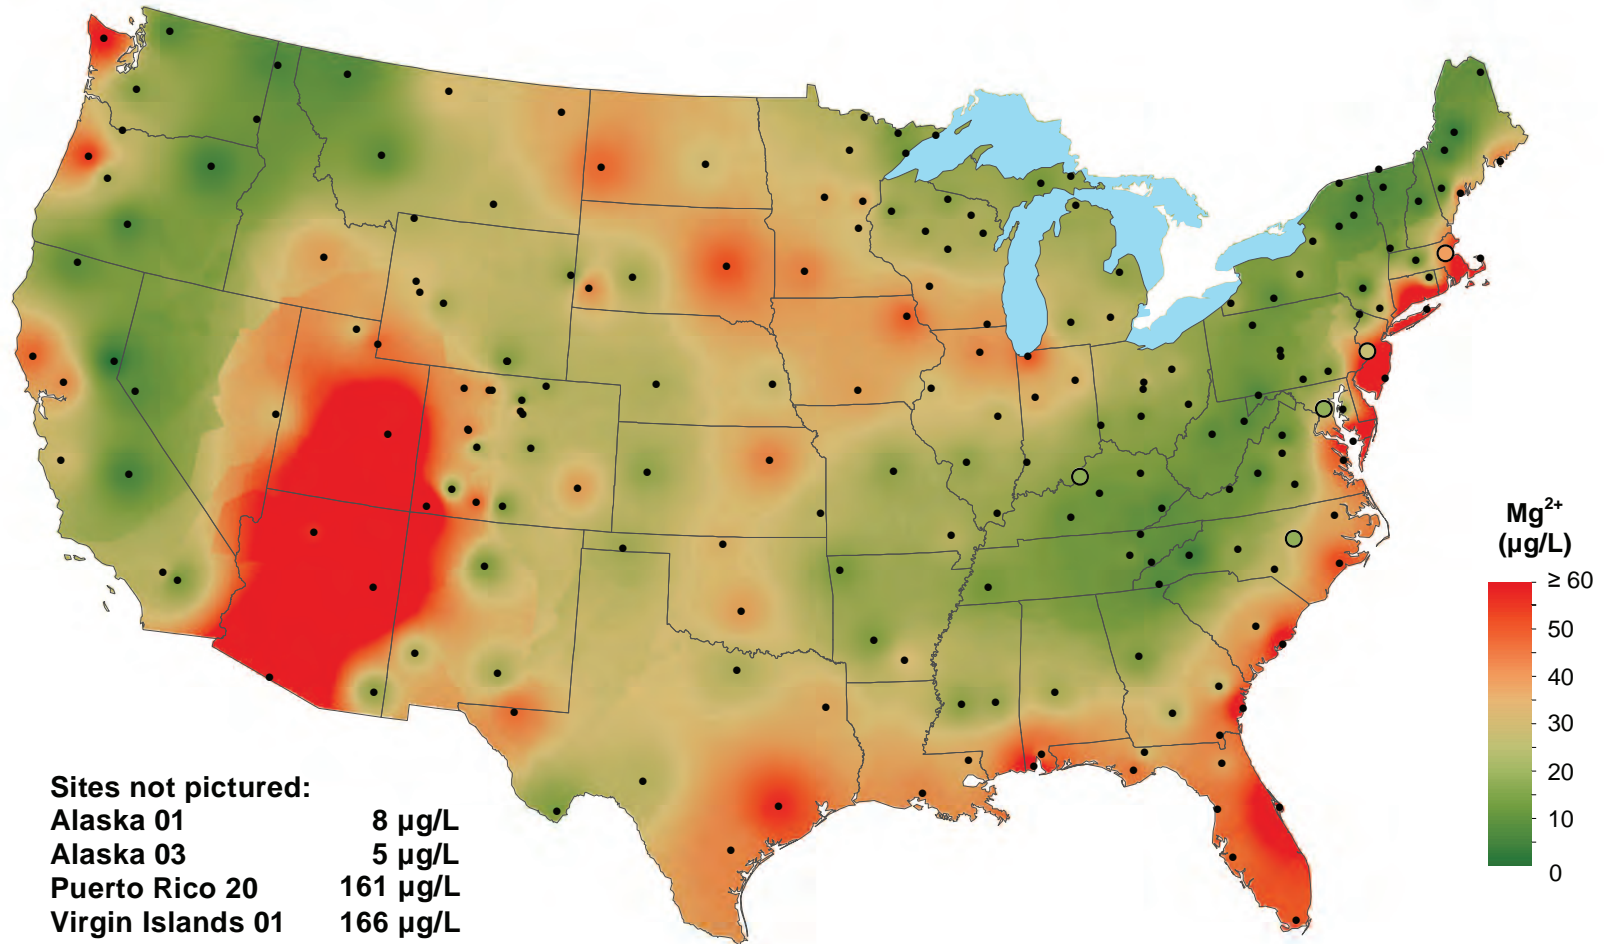 Mg2+
(µg/L)
≥ 60
50
40
30
20
10
0
Sites not pictured:
Alaska 01 8 µg/L
Alaska 03 5 µg/L
Puerto Rico 20 161 µg/L
Virgin Islands 01 166 µg/L